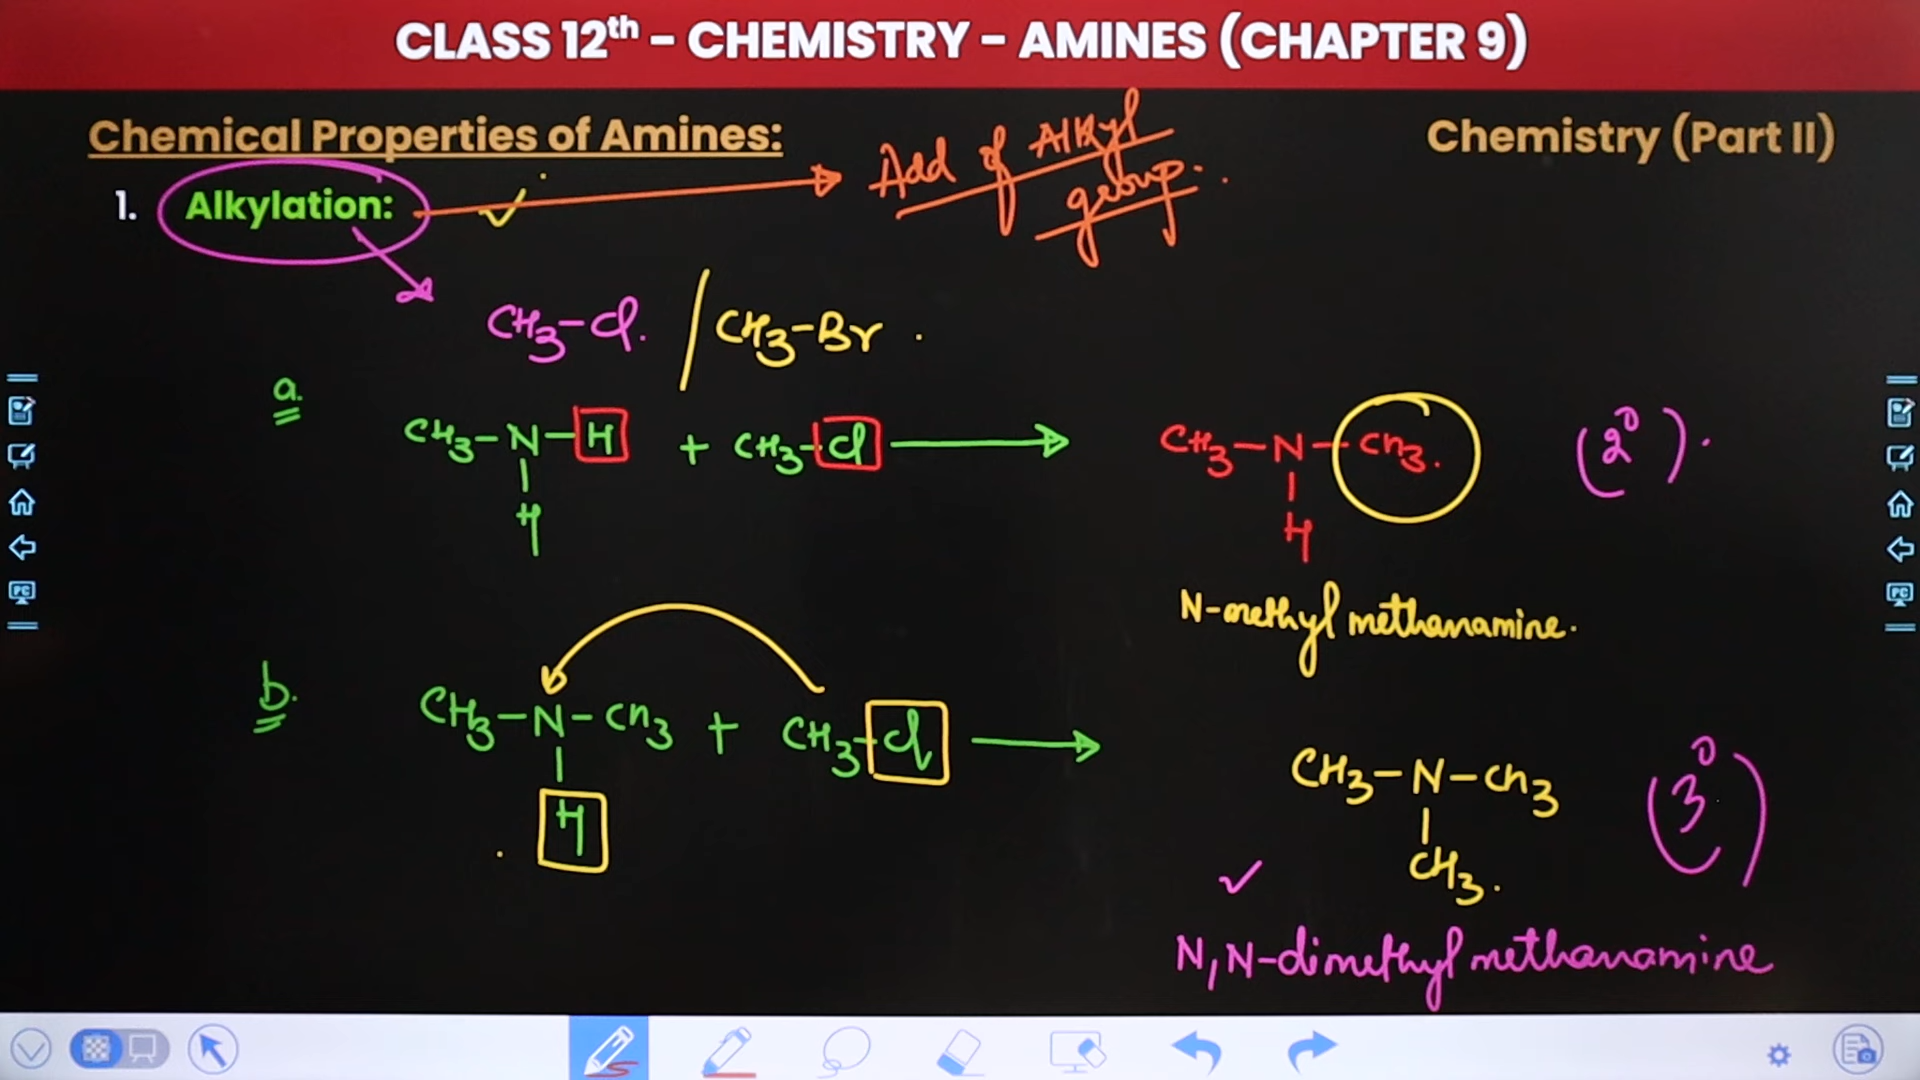 CLASS 12th - CHEMISTRY - AMINES (CHAPTER 9)
Chemical Properties of Amines:
Chemistry (Part II)
1. Alkylation:
Add of Alkyl
group.
CH3-Cl. / CH3-Br.
a.
CH3-N-H + CH3-Cl → CH3-N-CH3. (2°).
H
H
N-methyl methanamine.
b.
CH3-N-CH3 + CH3-Cl →
H
CH3-N-CH3 (3°)
CH3.
N,N-dimethyl methanamine
PC
PC